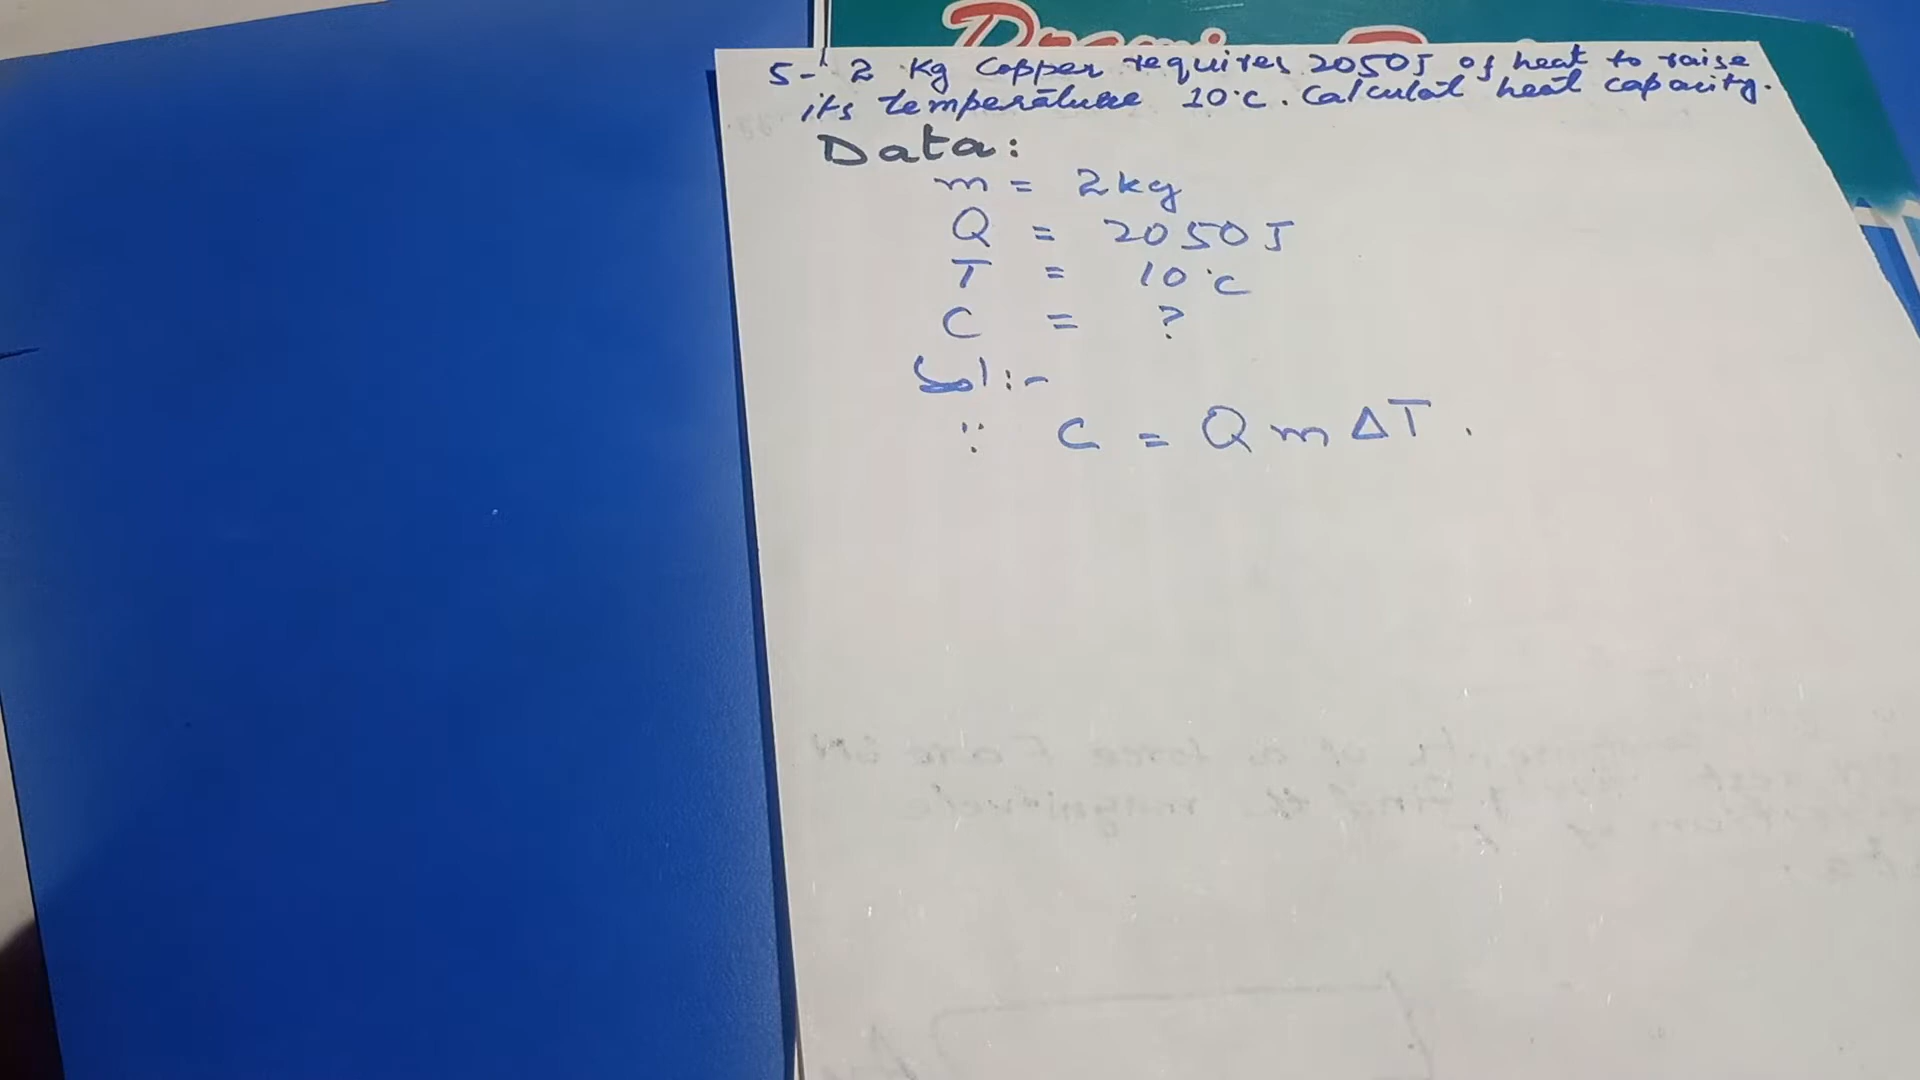 5- 2 Kg Copper requires 2050J of heat to raise
its temperature 10°C. Calculat heat capacity.
Data:
m = 2kg
Q = 2050J
T = 10°C
C = ?
Sol:-
∵ C = Q m ΔT.